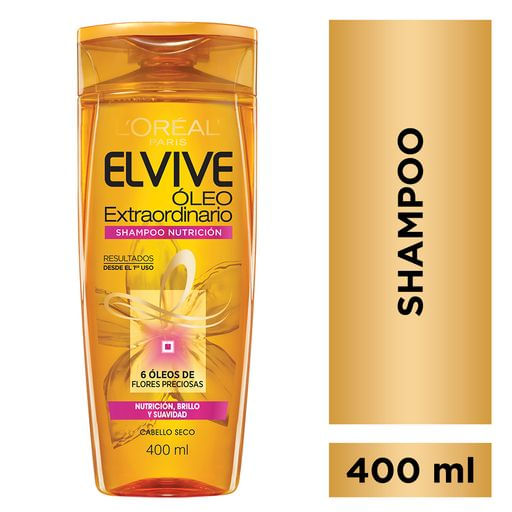 L'ORÉAL
PARIS
ELVIVE
ÓLEO
Extraordinario
SHAMPOO NUTRICIÓN
RESULTADOS
DESDE EL 1ER USO
6 ÓLEOS DE
FLORES PRECIOSAS
NUTRICIÓN, BRILLO
Y SUAVIDAD
CABELLO SECO
400 ml
SHAMPOO
400 ml